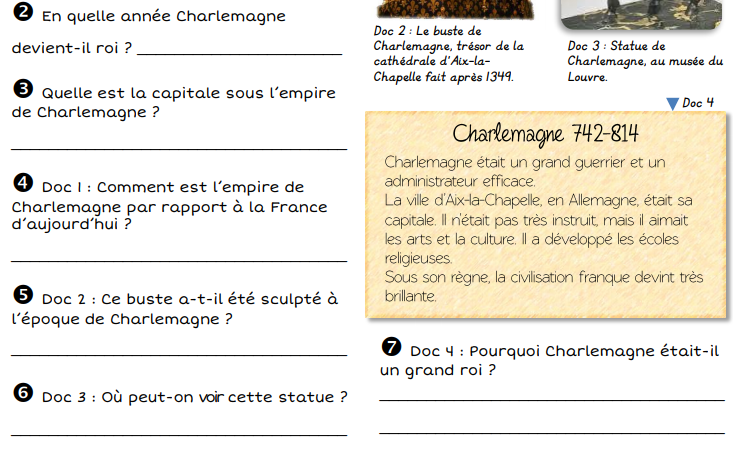 ❷ En quelle année Charlemagne
devient-il roi ? ______________________
❸ Quelle est la capitale sous l'empire
de Charlemagne ?
❹ Doc 1 : Comment est l'empire de
Charlemagne par rapport à la France
d'aujourd'hui ?
❺ Doc 2 : Ce buste a-t-il été sculpté à
l'époque de Charlemagne ?
❻ Doc 3 : Où peut-on voir cette statue ?
Doc 2 : Le buste de
Charlemagne, trésor de la
cathédrale d'Aix-la-
Chapelle fait après 1349.
Doc 3 : Statue de
Charlemagne, au musée du
Louvre.
▼ Doc 4
Charlemagne 742-814
Charlemagne était un grand guerrier et un
administrateur efficace.
La ville d'Aix-la-Chapelle, en Allemagne, était sa
capitale. Il n'était pas très instruit, mais il aimait
les arts et la culture. Il a développé les écoles
religieuses.
Sous son règne, la civilisation franque devint très
brillante.
❼ Doc 4 : Pourquoi Charlemagne était-il
un grand roi ?